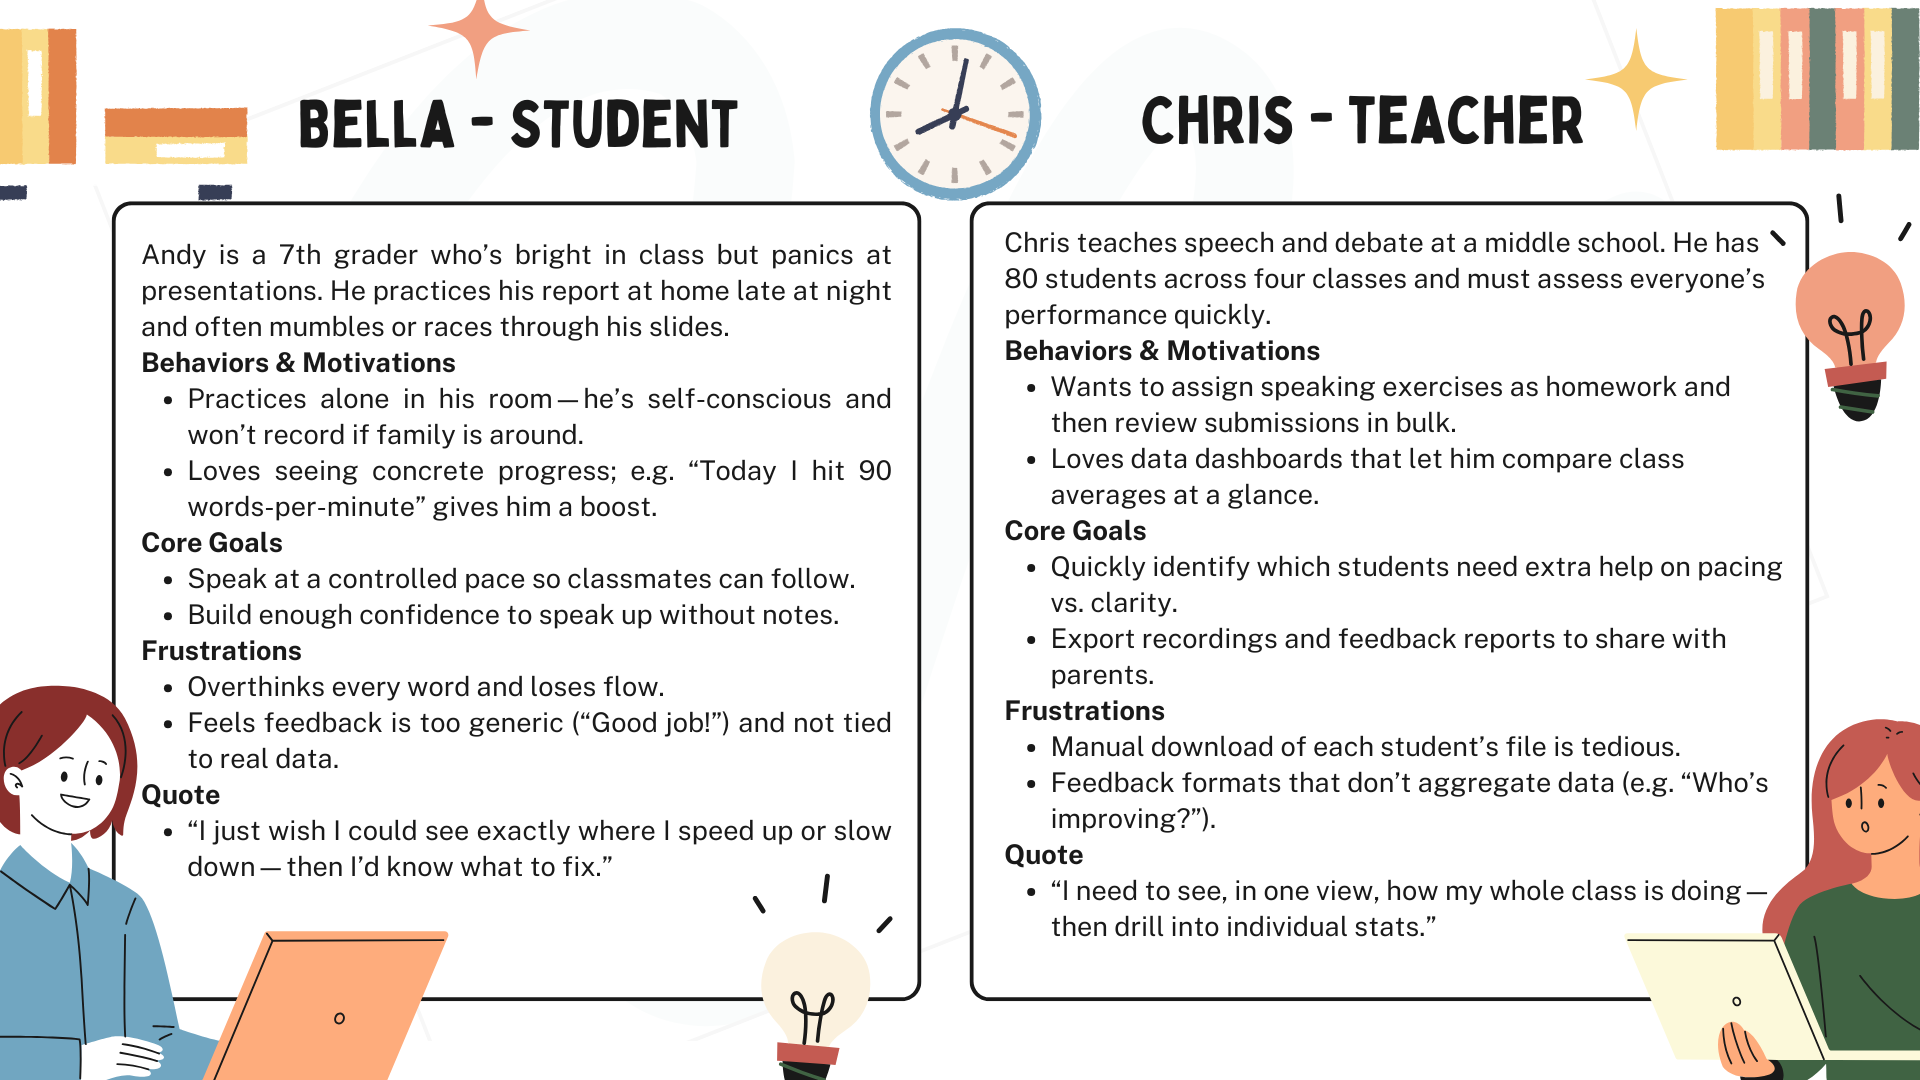 BELLA - STUDENT
Andy is a 7th grader who’s bright in class but panics at
presentations. He practices his report at home late at night
and often mumbles or races through his slides.
Behaviors & Motivations
• Practices alone in his room—he’s self-conscious and
won’t record if family is around.
• Loves seeing concrete progress; e.g. “Today I hit 90
words-per-minute” gives him a boost.
Core Goals
• Speak at a controlled pace so classmates can follow.
• Build enough confidence to speak up without notes.
Frustrations
• Overthinks every word and loses flow.
• Feels feedback is too generic (“Good job!”) and not tied
to real data.
Quote
• “I just wish I could see exactly where I speed up or slow
down—then I’d know what to fix.”
CHRIS - TEACHER
Chris teaches speech and debate at a middle school. He has
80 students across four classes and must assess everyone’s
performance quickly.
Behaviors & Motivations
• Wants to assign speaking exercises as homework and
then review submissions in bulk.
• Loves data dashboards that let him compare class
averages at a glance.
Core Goals
• Quickly identify which students need extra help on pacing
vs. clarity.
• Export recordings and feedback reports to share with
parents.
Frustrations
• Manual download of each student’s file is tedious.
• Feedback formats that don’t aggregate data (e.g. “Who’s
improving?”).
Quote
• “I need to see, in one view, how my whole class is doing—
then drill into individual stats.”